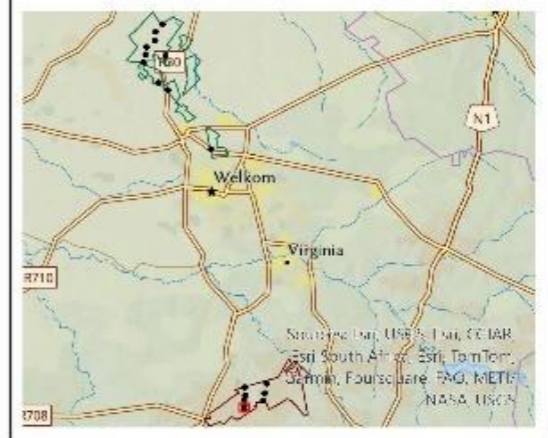 R30
N1
Welkom
Virginia
R710
Sources: Esri, USGS, Esri, CGIAR,
Esri South Africa, Esri, TomTom,
Garmin, Foursquare, FAO, METI/
NASA, USGS
R708